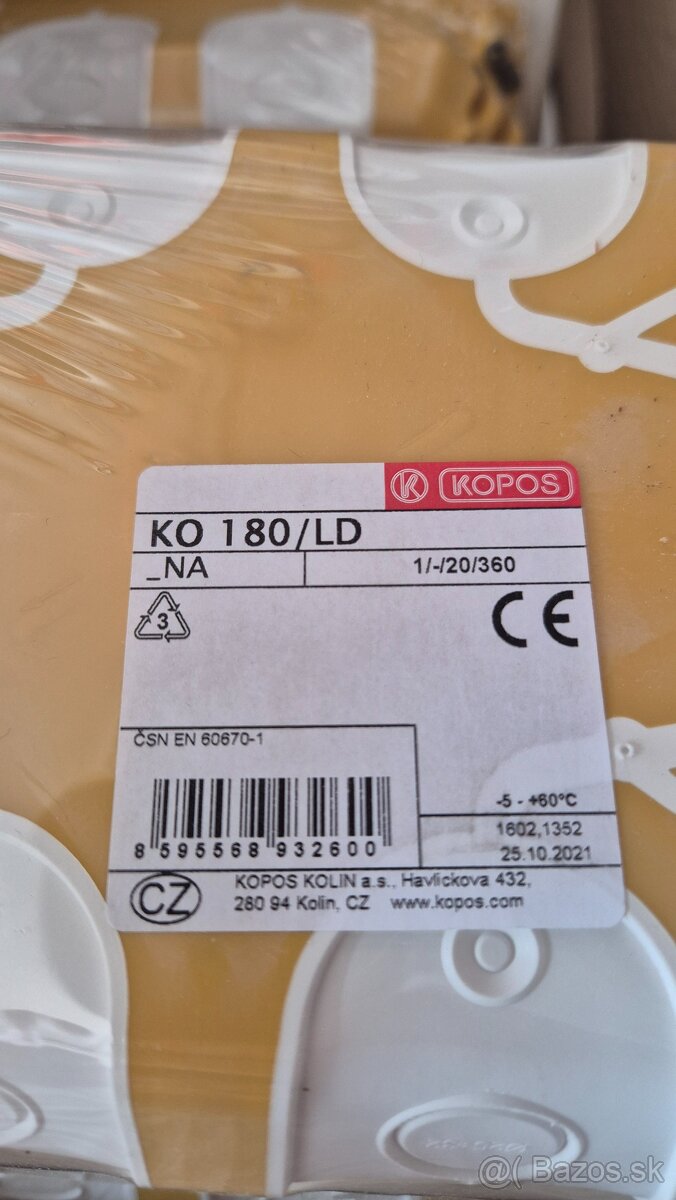 K KOPOS
KO 180/LD
_NA 1/-/20/360
3
CE
ČSN EN 60670-1
-5 - +60°C
8 595568 932600
1602,1352
25.10.2021
CZ
KOPOS KOLIN a.s., Havlickova 432,
280 94 Kolin, CZ www.kopos.com
@( Bazos.sk